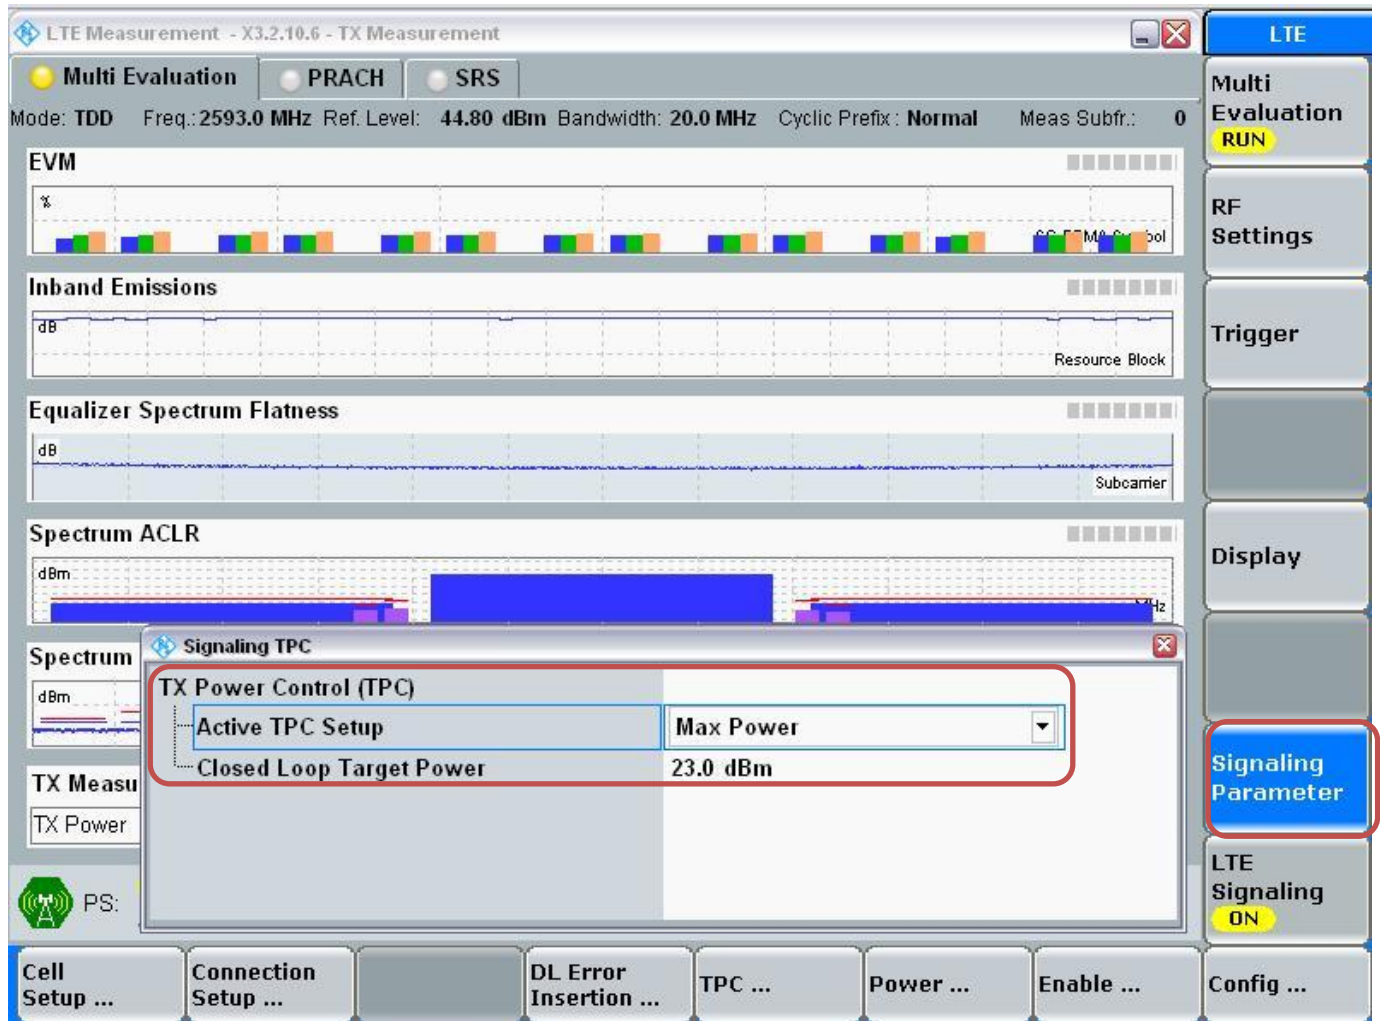 LTE Measurement - X3.2.10.6 - TX Measurement
LTE
Multi Evaluation
PRACH
SRS
Mode: TDD Freq.: 2593.0 MHz Ref. Level: 44.80 dBm Bandwidth: 20.0 MHz Cyclic Prefix : Normal Meas Subfr.: 0
Multi
Evaluation
RUN
EVM
%
RF
Settings
Inband Emissions
dB
Resource Block
Trigger
Equalizer Spectrum Flatness
dB
Subcarrier
Spectrum ACLR
dBm
Display
Spectrum
dBm
Signaling TPC
TX Power Control (TPC)
Active TPC Setup Max Power
Closed Loop Target Power 23.0 dBm
TX Measu
TX Power
Signaling
Parameter
PS:
LTE
Signaling
ON
Cell
Setup ...
Connection
Setup ...
DL Error
Insertion ...
TPC ...
Power ...
Enable ...
Config ...